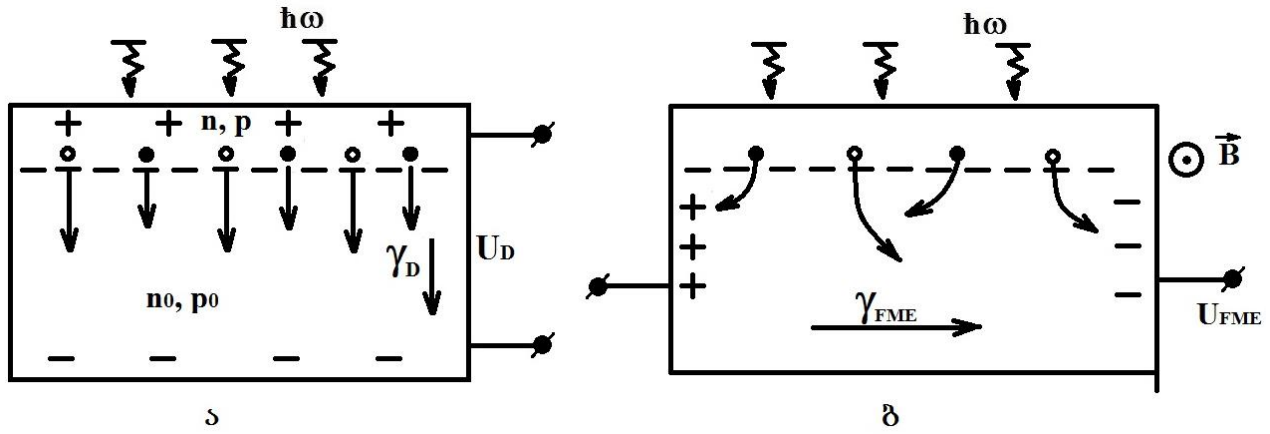 ħω
+ + n, p + +
U_D
γ_D
n₀, p₀
− − − −
ა
ħω
B⃗
+ −
+ −
+ −
γ_FME
U_FME
ბ